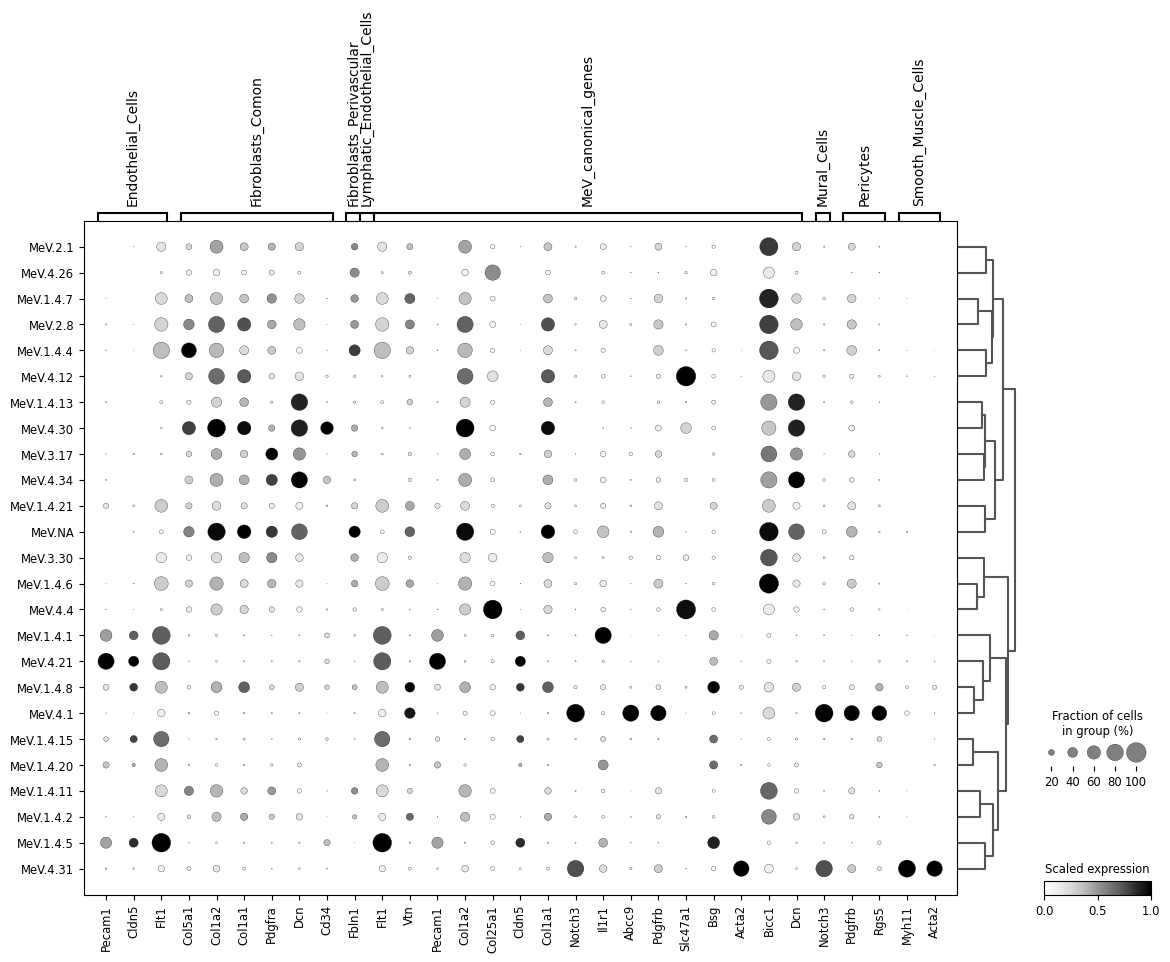 Endothelial_Cells
Fibroblasts_Comon
Fibroblasts_Perivascular
Lymphatic_Endothelial_Cells
MeV_canonical_genes
Mural_Cells
Pericytes
Smooth_Muscle_Cells
MeV.2.1
MeV.4.26
MeV.1.4.7
MeV.2.8
MeV.1.4.4
MeV.4.12
MeV.1.4.13
MeV.4.30
MeV.3.17
MeV.4.34
MeV.1.4.21
MeV.NA
MeV.3.30
MeV.1.4.6
MeV.4.4
MeV.1.4.1
MeV.4.21
MeV.1.4.8
MeV.4.1
MeV.1.4.15
MeV.1.4.20
MeV.1.4.11
MeV.1.4.2
MeV.1.4.5
MeV.4.31
Pecam1
Cldn5
Flt1
Col5a1
Col1a2
Col1a1
Pdgfra
Dcn
Cd34
Fbln1
Flt1
Vtn
Pecam1
Col1a2
Col25a1
Cldn5
Col1a1
Notch3
Il1r1
Abcc9
Pdgfrb
Slc47a1
Bsg
Acta2
Bicc1
Dcn
Notch3
Pdgfrb
Rgs5
Myh11
Acta2
Fraction of cells
in group (%)
20 40 60 80 100
Scaled expression
0.0 0.5 1.0